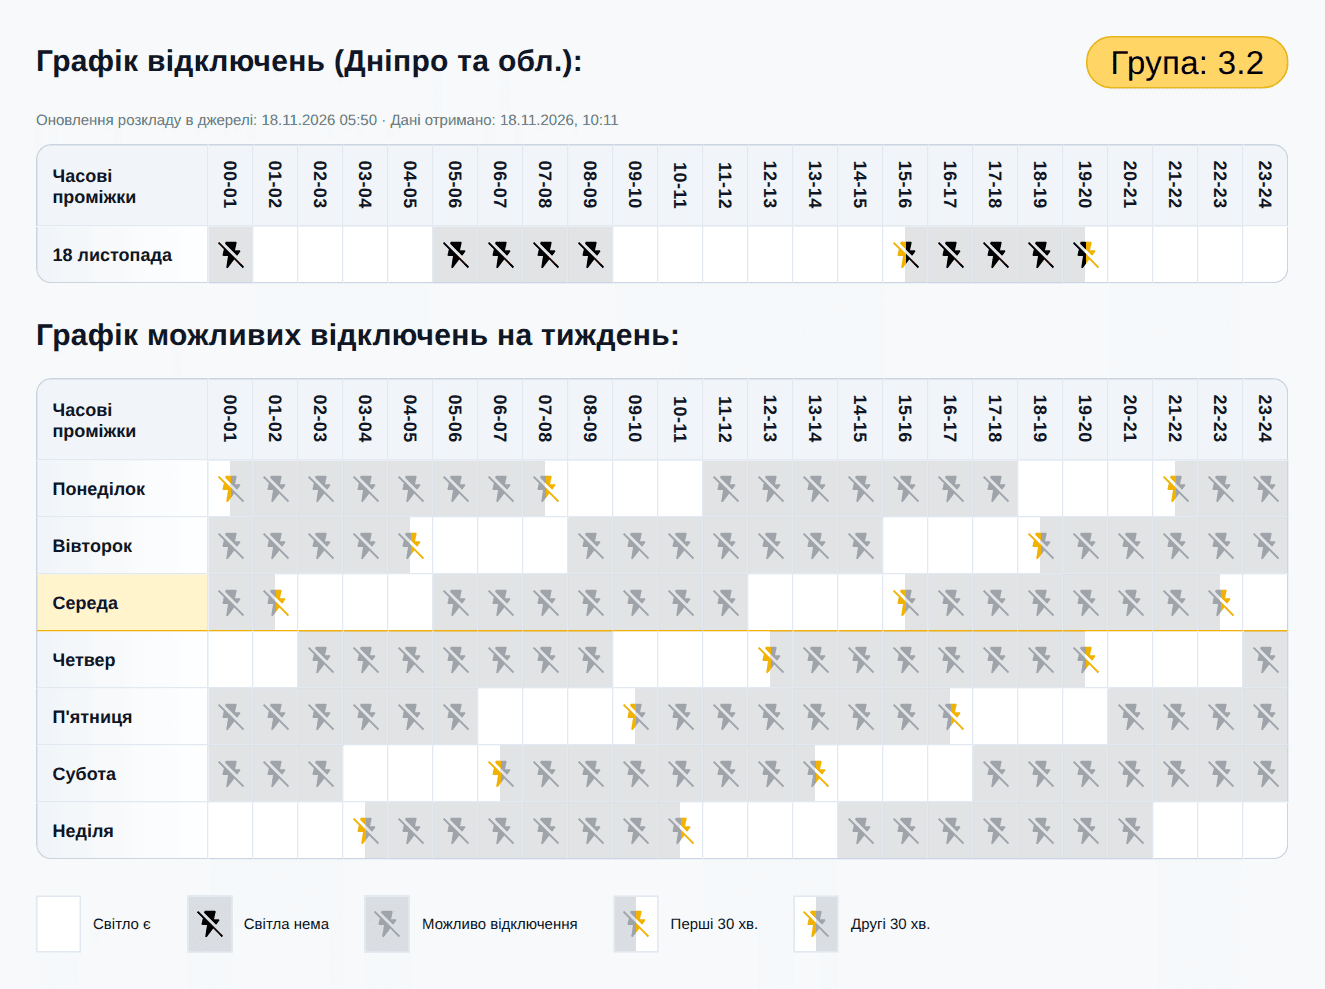 Графік відключень (Дніпро та обл.):
Група: 3.2
Оновлення розкладу в джерелі: 18.11.2026 05:50 · Дані отримано: 18.11.2026, 10:11
Часові проміжки 00-01 01-02 02-03 03-04 04-05 05-06 06-07 07-08 08-09 09-10 10-11 11-12 12-13 13-14 14-15 15-16 16-17 17-18 18-19 19-20 20-21 21-22 22-23 23-24
18 листопада
Графік можливих відключень на тиждень:
Часові проміжки 00-01 01-02 02-03 03-04 04-05 05-06 06-07 07-08 08-09 09-10 10-11 11-12 12-13 13-14 14-15 15-16 16-17 17-18 18-19 19-20 20-21 21-22 22-23 23-24
Понеділок
Вівторок
Середа
Четвер
П'ятниця
Субота
Неділя
Світло є Світла нема Можливо відключення Перші 30 хв. Другі 30 хв.